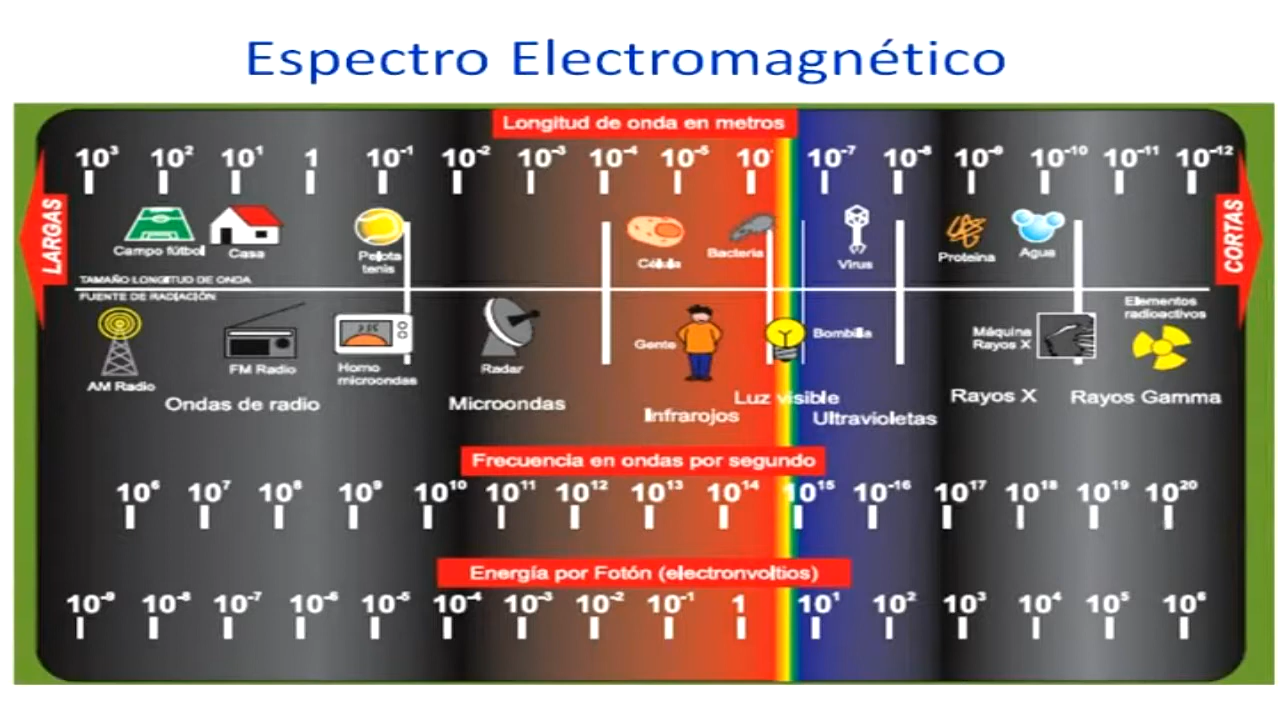 Espectro Electromagnético
Longitud de onda en metros
10³ 10² 10¹ 1 10⁻¹ 10⁻² 10⁻³ 10⁻⁴ 10⁻⁵ 10 10⁻⁷ 10⁻⁸ 10⁻⁹ 10⁻¹⁰ 10⁻¹¹ 10⁻¹²
LARGAS
CORTAS
Campo fútbol Casa Pelota tenis Célula Bacteria Virus Proteina Agua
TAMAÑO LONGITUD DE ONDA
FUENTE DE RADIACIÓN
AM Radio FM Radio Horno microondas Radar Gente Bombilla Máquina Rayos X Elementos radioactivos
Ondas de radio Microondas Infrarojos Luz visible Ultravioletas Rayos X Rayos Gamma
Frecuencia en ondas por segundo
10⁶ 10⁷ 10⁸ 10⁹ 10¹⁰ 10¹¹ 10¹² 10¹³ 10¹⁴ 10¹⁵ 10⁻¹⁶ 10¹⁷ 10¹⁸ 10¹⁹ 10²⁰
Energía por Fotón (electronvoltios)
10⁻⁹ 10⁻⁸ 10⁻⁷ 10⁻⁶ 10⁻⁵ 10⁻⁴ 10⁻³ 10⁻² 10⁻¹ 1 10¹ 10² 10³ 10⁴ 10⁵ 10⁶